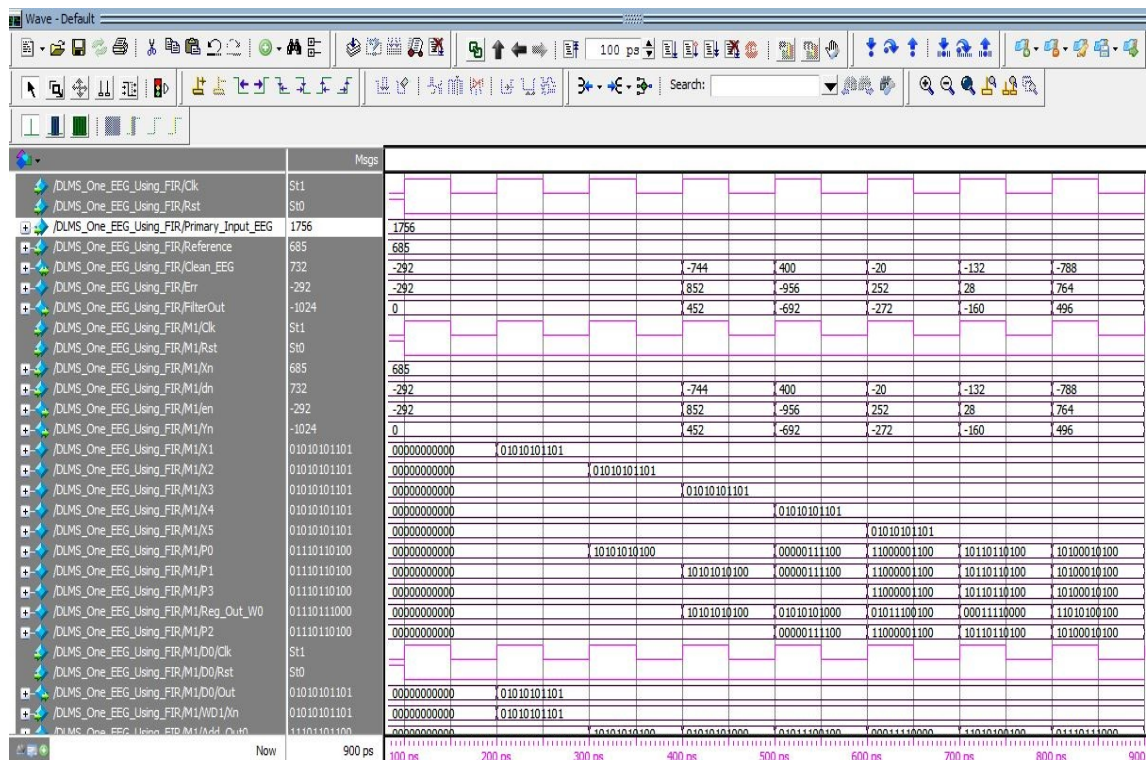 Wave - Default
100 ps
Search:
Msgs
/DLMS_One_EEG_Using_FIR/Clk St1
/DLMS_One_EEG_Using_FIR/Rst St0
/DLMS_One_EEG_Using_FIR/Primary_Input_EEG 1756 1756
/DLMS_One_EEG_Using_FIR/Reference 685 685
/DLMS_One_EEG_Using_FIR/Clean_EEG 732 -292 -744 400 -20 -132 -788
/DLMS_One_EEG_Using_FIR/Err -292 -292 852 -956 252 28 764
/DLMS_One_EEG_Using_FIR/FilterOut -1024 0 452 -692 -272 -160 496
/DLMS_One_EEG_Using_FIR/M1/Clk St1
/DLMS_One_EEG_Using_FIR/M1/Rst St0
/DLMS_One_EEG_Using_FIR/M1/Xn 685 685
/DLMS_One_EEG_Using_FIR/M1/dn 732 -292 -744 400 -20 -132 -788
/DLMS_One_EEG_Using_FIR/M1/en -292 -292 852 -956 252 28 764
/DLMS_One_EEG_Using_FIR/M1/Yn -1024 0 452 -692 -272 -160 496
/DLMS_One_EEG_Using_FIR/M1/X1 01010101101 00000000000 01010101101
/DLMS_One_EEG_Using_FIR/M1/X2 01010101101 00000000000 01010101101
/DLMS_One_EEG_Using_FIR/M1/X3 01010101101 00000000000 01010101101
/DLMS_One_EEG_Using_FIR/M1/X4 01010101101 00000000000 01010101101
/DLMS_One_EEG_Using_FIR/M1/X5 01010101101 00000000000 01010101101
/DLMS_One_EEG_Using_FIR/M1/P0 01110110100 00000000000 10101010100 00000111100 11000001100 10110110100 10100010100
/DLMS_One_EEG_Using_FIR/M1/P1 01110110100 00000000000 10101010100 00000111100 11000001100 10110110100 10100010100
/DLMS_One_EEG_Using_FIR/M1/P3 01110110100 00000000000 11000001100 10110110100 10100010100
/DLMS_One_EEG_Using_FIR/M1/Reg_Out_W0 01110111000 00000000000 10101010100 01010101000 01011100100 00011110000 11010100100
/DLMS_One_EEG_Using_FIR/M1/P2 01110110100 00000000000 00000111100 11000001100 10110110100 10100010100
/DLMS_One_EEG_Using_FIR/M1/D0/Clk St1
/DLMS_One_EEG_Using_FIR/M1/D0/Rst St0
/DLMS_One_EEG_Using_FIR/M1/D0/Out 01010101101 00000000000 01010101101
/DLMS_One_EEG_Using_FIR/M1/WD1/Xn 01010101101 00000000000 01010101101
/DLMS_One_EEG_Using_FIR/M1/Add_Out0 11101101100 00000000000 10101010100 01010101000 01011100100 00011110000 11010100100 01110111000
Now 900 ps 100 ps 200 ps 300 ps 400 ps 500 ps 600 ps 700 ps 800 ps 900